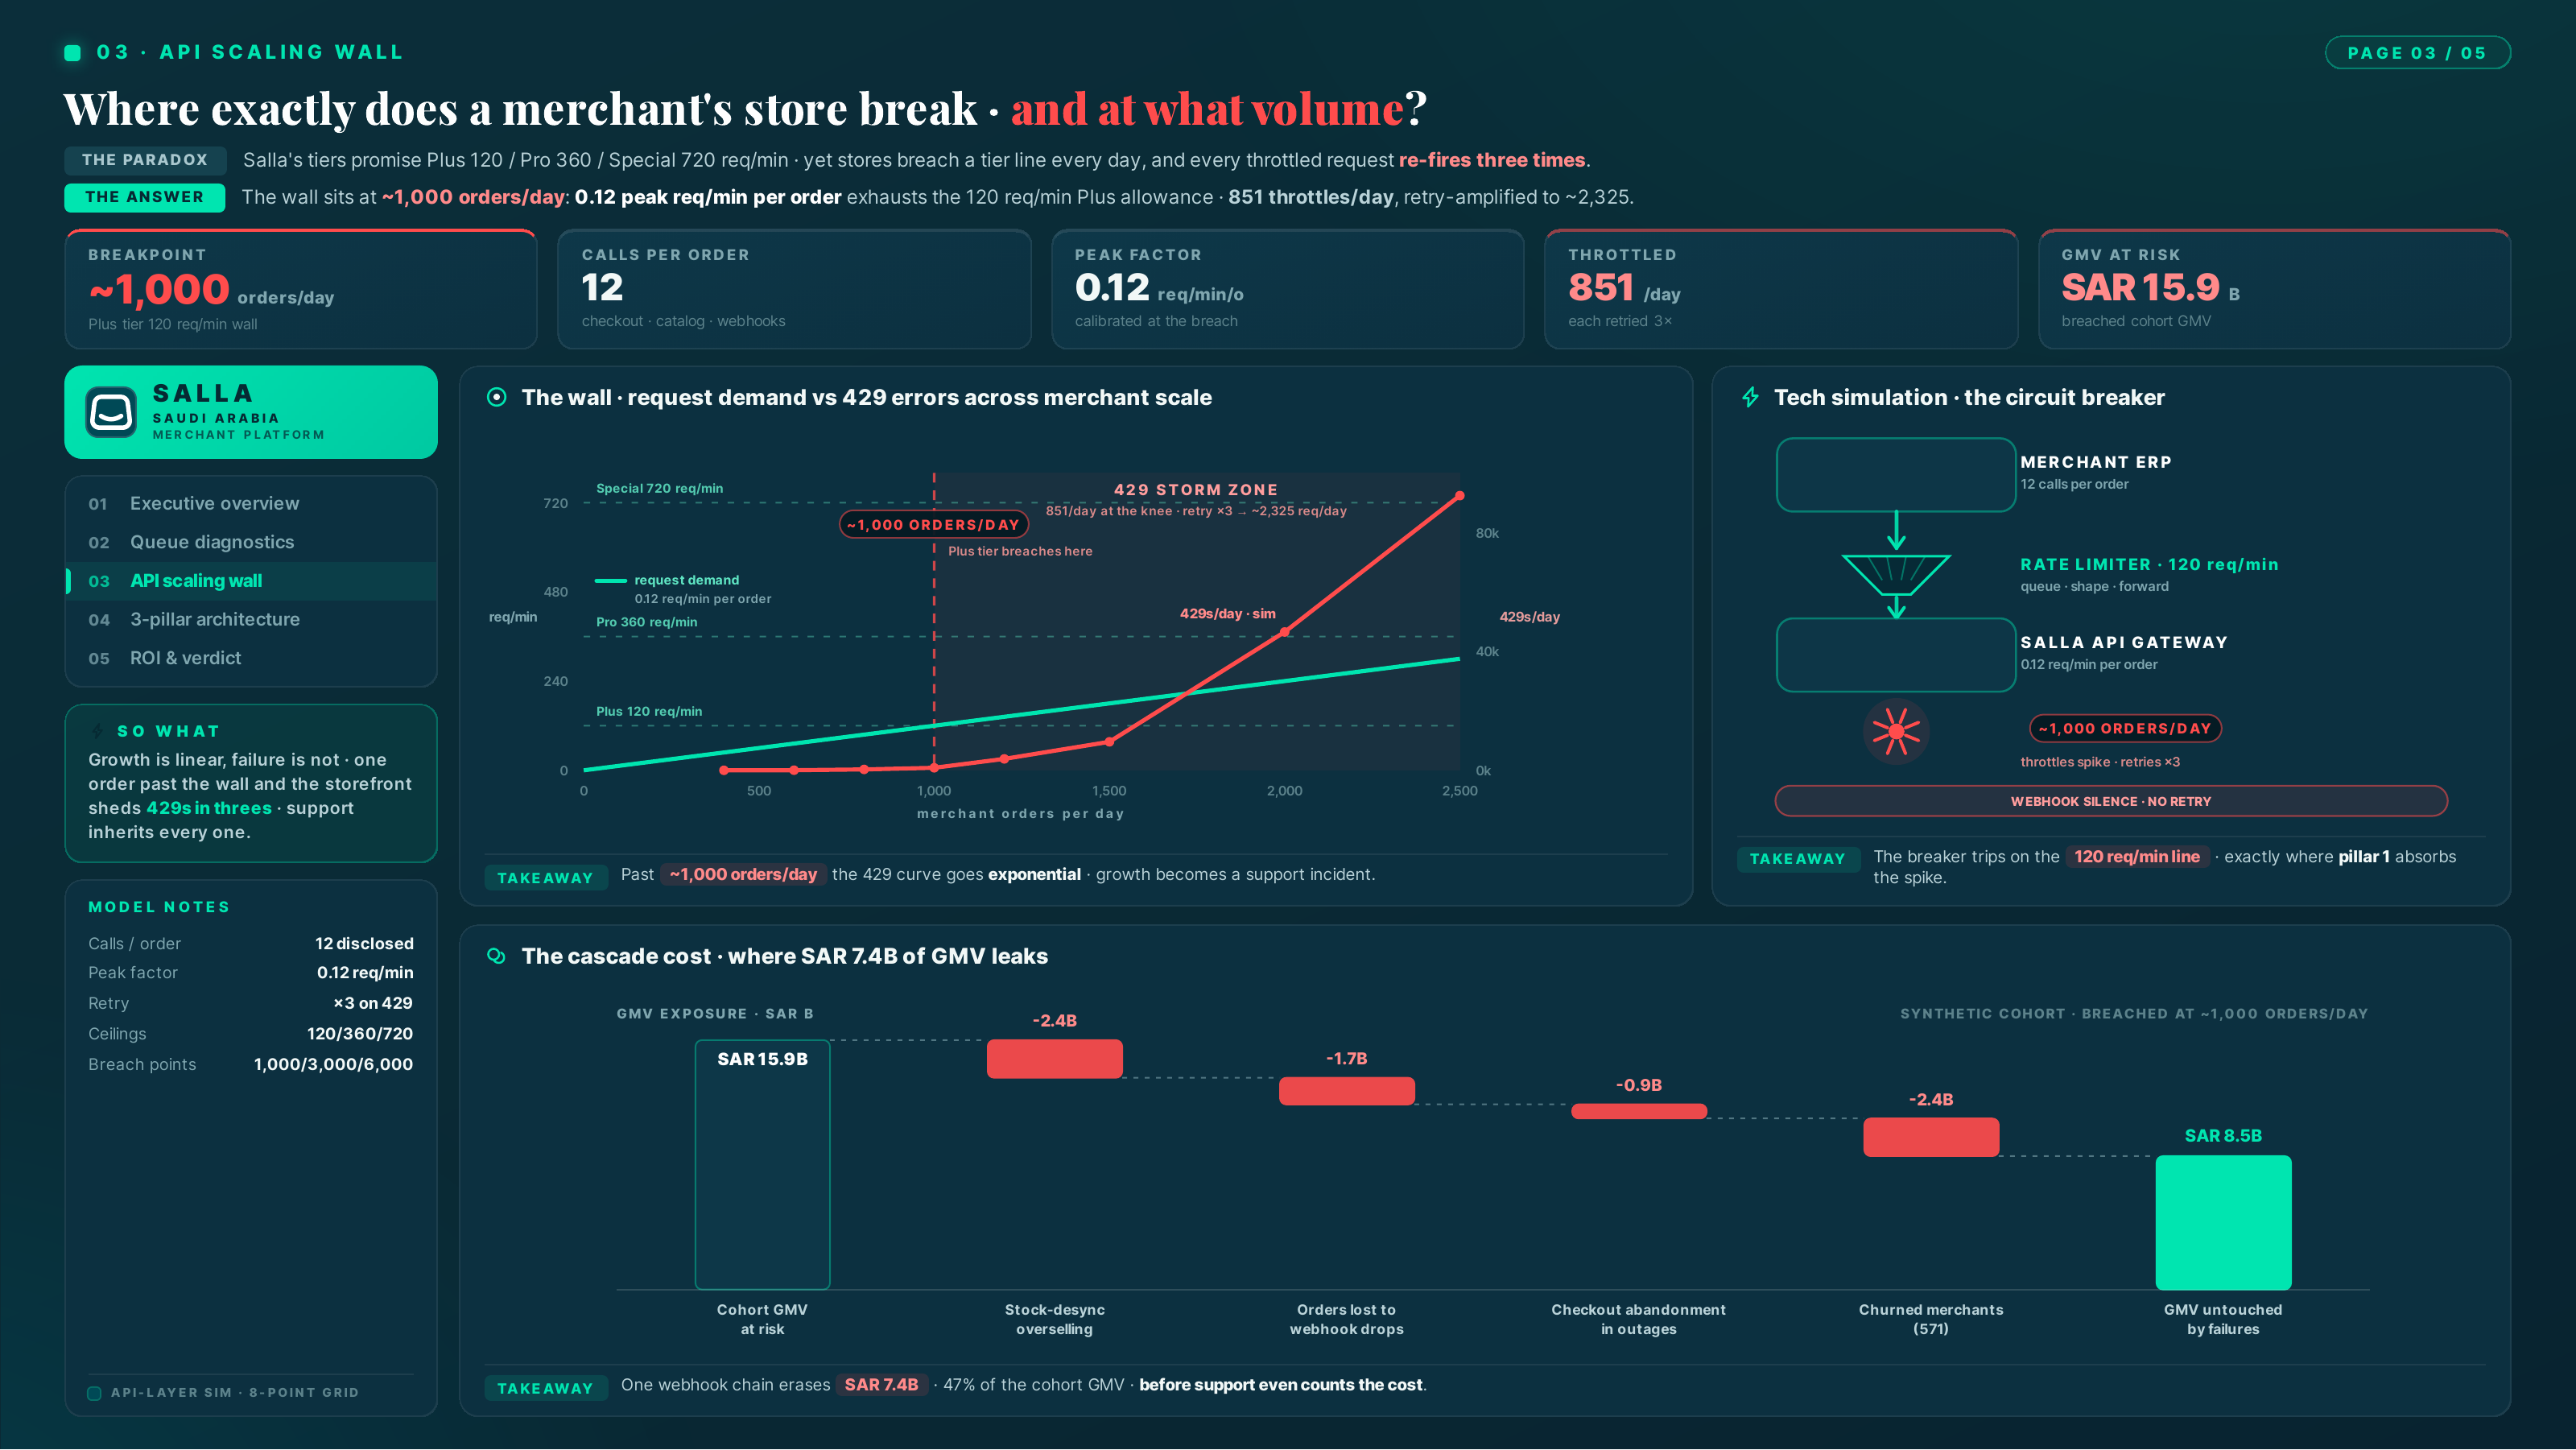 03 · API SCALING WALL
PAGE 03 / 05
Where exactly does a merchant's store break · and at what volume?
THE PARADOX Salla's tiers promise Plus 120 / Pro 360 / Special 720 req/min · yet stores breach a tier line every day, and every throttled request re-fires three times.
THE ANSWER The wall sits at ~1,000 orders/day: 0.12 peak req/min per order exhausts the 120 req/min Plus allowance · 851 throttles/day, retry-amplified to ~2,325.
BREAKPOINT
~1,000 orders/day
Plus tier 120 req/min wall
CALLS PER ORDER
12
checkout · catalog · webhooks
PEAK FACTOR
0.12 req/min/o
calibrated at the breach
THROTTLED
851 /day
each retried 3×
GMV AT RISK
SAR 15.9 B
breached cohort GMV
SALLA
SAUDI ARABIA
MERCHANT PLATFORM
01 Executive overview
02 Queue diagnostics
03 API scaling wall
04 3-pillar architecture
05 ROI & verdict
SO WHAT
Growth is linear, failure is not · one
order past the wall and the storefront
sheds 429s in threes · support
inherits every one.
MODEL NOTES
Calls / order 12 disclosed
Peak factor 0.12 req/min
Retry ×3 on 429
Ceilings 120/360/720
Breach points 1,000/3,000/6,000
API-LAYER SIM · 8-POINT GRID
The wall · request demand vs 429 errors across merchant scale
Special 720 req/min
429 STORM ZONE
720
851/day at the knee · retry ×3 → ~2,325 req/day
~1,000 ORDERS/DAY
80k
Plus tier breaches here
request demand
480
0.12 req/min per order
429s/day · sim
req/min
429s/day
Pro 360 req/min
40k
240
Plus 120 req/min
0
0k
0 500 1,000 1,500 2,000 2,500
merchant orders per day
TAKEAWAY Past ~1,000 orders/day the 429 curve goes exponential · growth becomes a support incident.
Tech simulation · the circuit breaker
MERCHANT ERP
12 calls per order
RATE LIMITER · 120 req/min
queue · shape · forward
SALLA API GATEWAY
0.12 req/min per order
~1,000 ORDERS/DAY
throttles spike · retries ×3
WEBHOOK SILENCE · NO RETRY
TAKEAWAY The breaker trips on the 120 req/min line · exactly where pillar 1 absorbs
the spike.
The cascade cost · where SAR 7.4B of GMV leaks
GMV EXPOSURE · SAR B
SYNTHETIC COHORT · BREACHED AT ~1,000 ORDERS/DAY
SAR 15.9B
-2.4B
-1.7B
-0.9B
-2.4B
SAR 8.5B
Cohort GMV
at risk
Stock-desync
overselling
Orders lost to
webhook drops
Checkout abandonment
in outages
Churned merchants
(571)
GMV untouched
by failures
TAKEAWAY One webhook chain erases SAR 7.4B · 47% of the cohort GMV · before support even counts the cost.